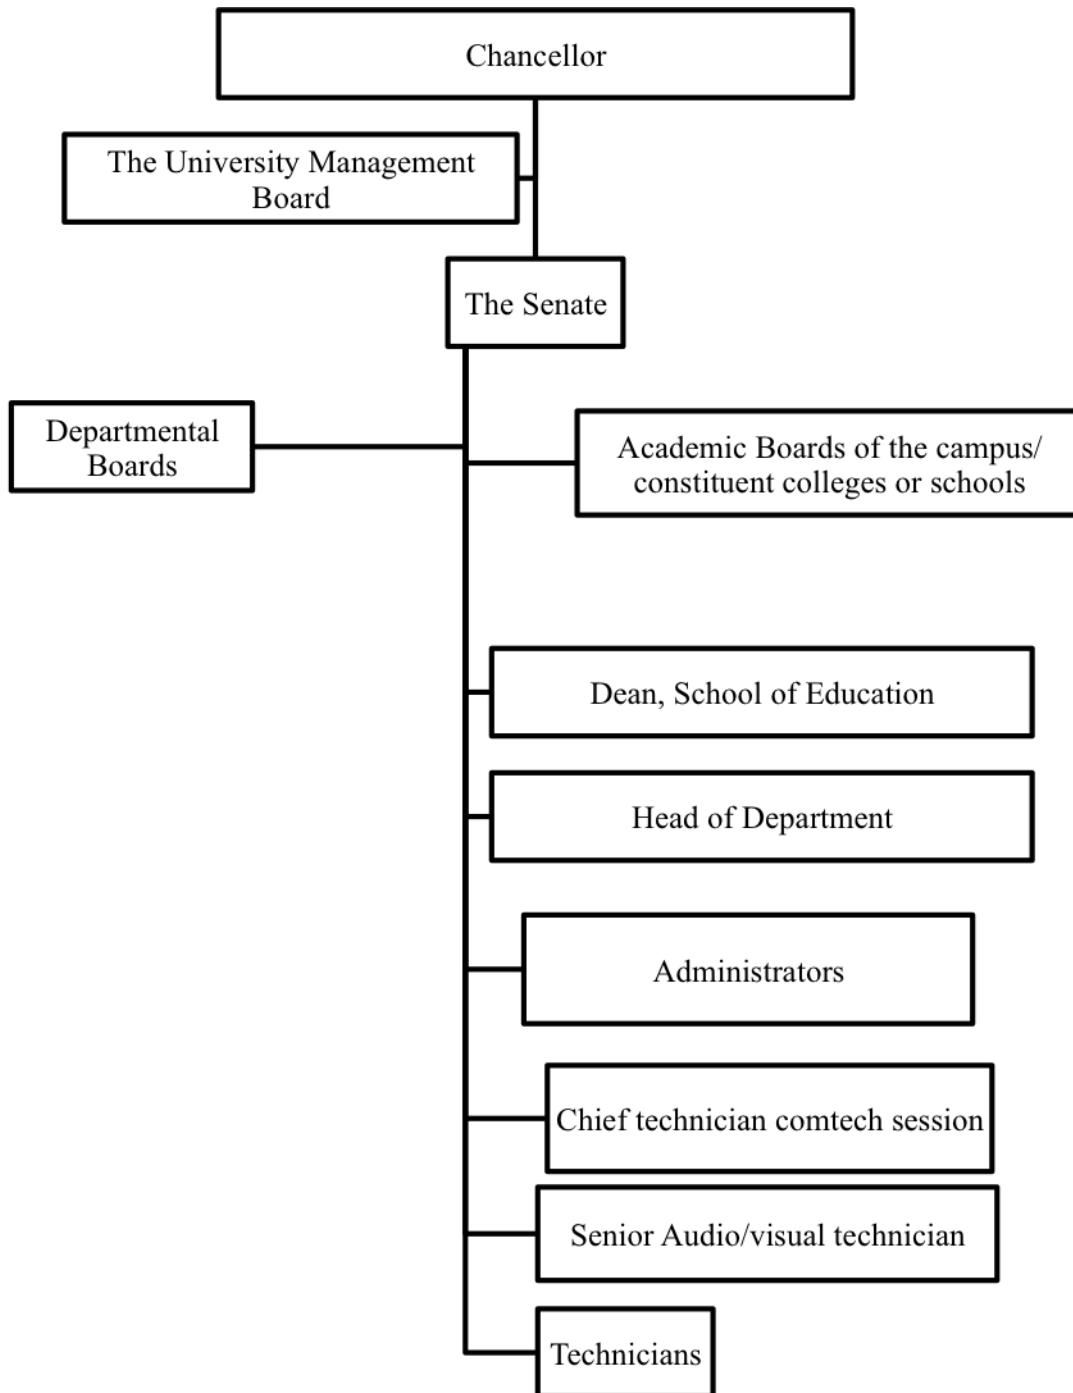 Chancellor
The University Management
Board
The Senate
Departmental
Boards
Academic Boards of the campus/
constituent colleges or schools
Dean, School of Education
Head of Department
Administrators
Chief technician comtech session
Senior Audio/visual technician
Technicians